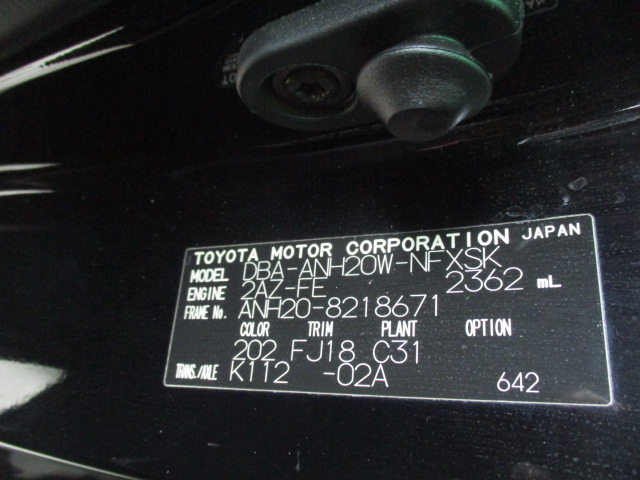 TOYOTA MOTOR CORPORATION JAPAN
MODEL DBA-ANH20W-NFXSK
ENGINE 2AZ-FE 2362 mL
FRAME No. ANH20-8218671
COLOR TRIM PLANT OPTION
202 FJ18 C31
TRANS./AXLE K112 -02A 642